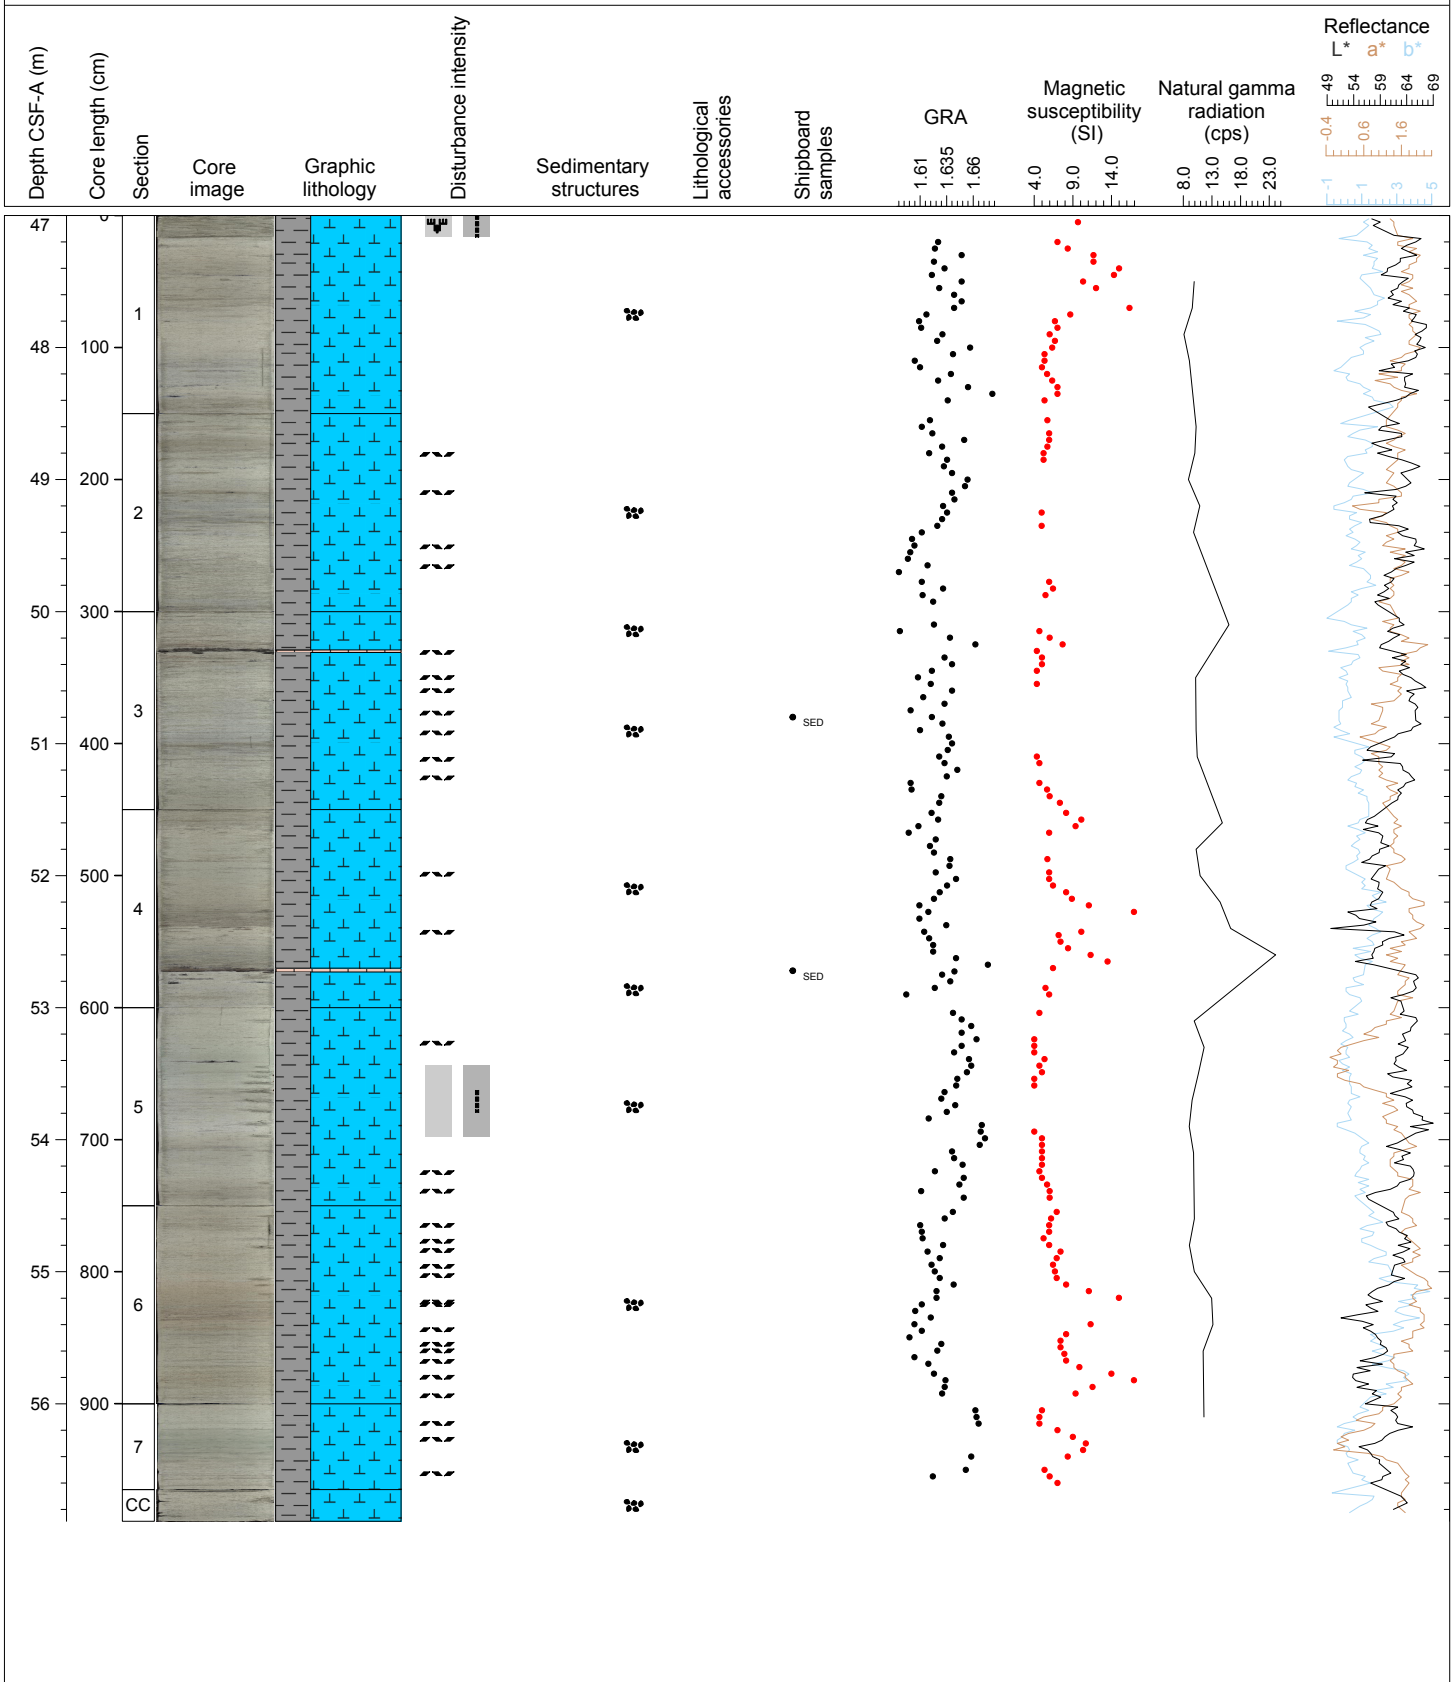 Depth CSF-A (m)
Core length (cm)
Section
Core
image
Graphic
lithology
Disturbance intensity
Sedimentary
structures
Lithological
accessories
Shipboard
samples
GRA
1.61
1.635
1.66
Magnetic
susceptibility
(SI)
4.0
9.0
14.0
Natural gamma
radiation
(cps)
8.0
13.0
18.0
23.0
Reflectance
L* a* b*
49
54
59
64
69
-0.4
0.6
1.6
-1
1
3
5
47
0
1
48
100
49
200
2
50
300
3
SED
51
400
52
500
4
SED
53
600
5
54
700
55
800
6
56
900
7
CC